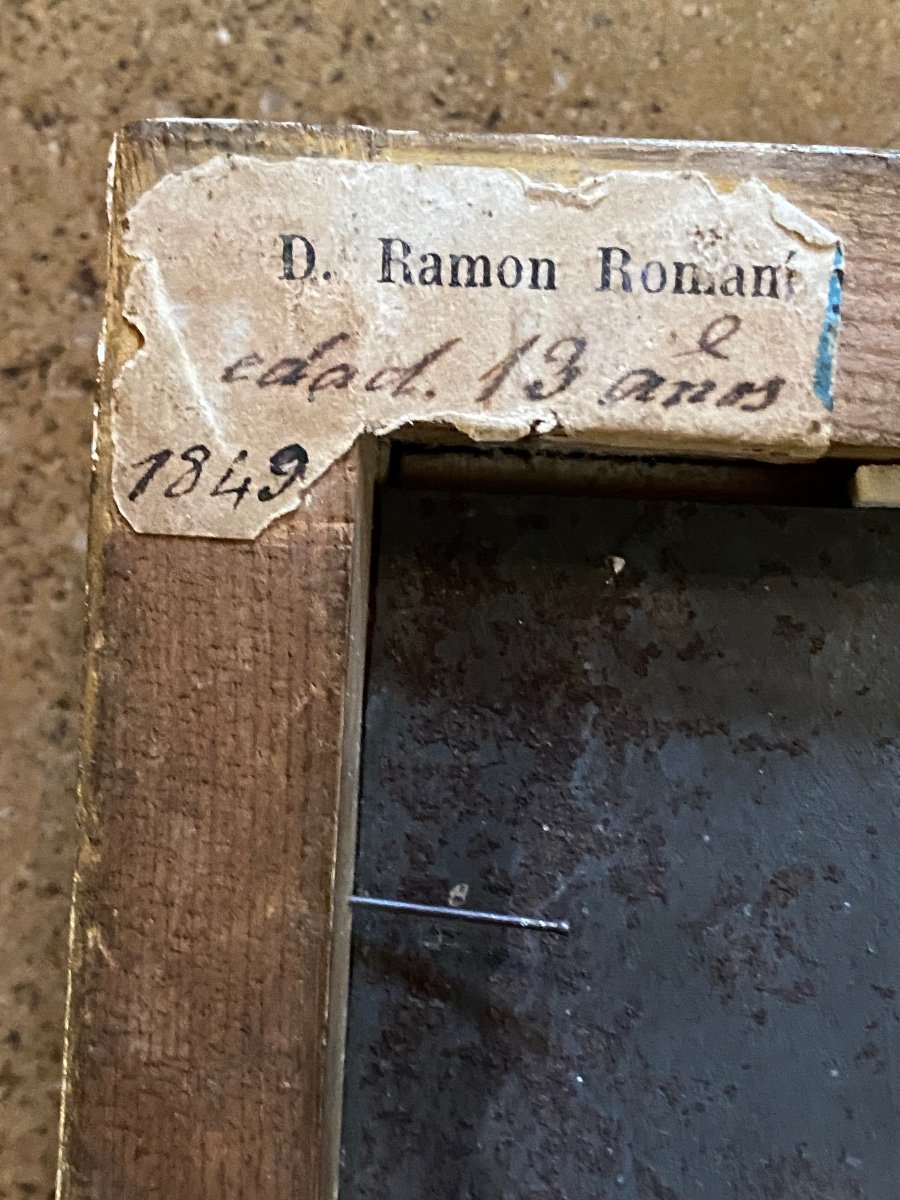 D. Ramon Romaní
edad. 13 años
1849